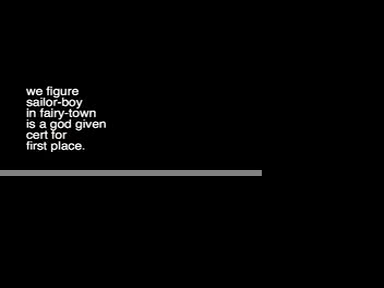 we figure
sailor-boy
in fairy-town
is a god given
cert for
first place.